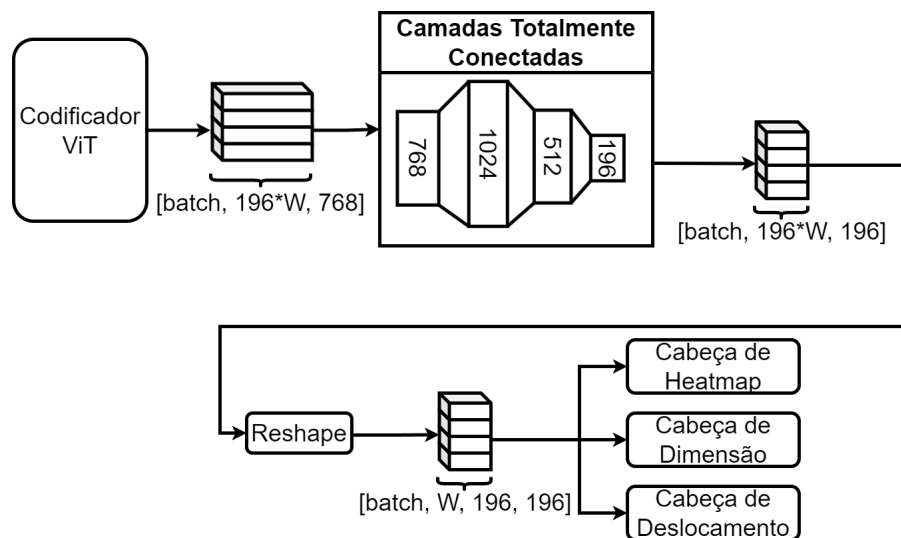 Camadas Totalmente
Conectadas
Codificador
ViT
768
1024
512
196
[batch, 196*W, 768]
[batch, 196*W, 196]
Reshape
[batch, W, 196, 196]
Cabeça de
Heatmap
Cabeça de
Dimensão
Cabeça de
Deslocamento